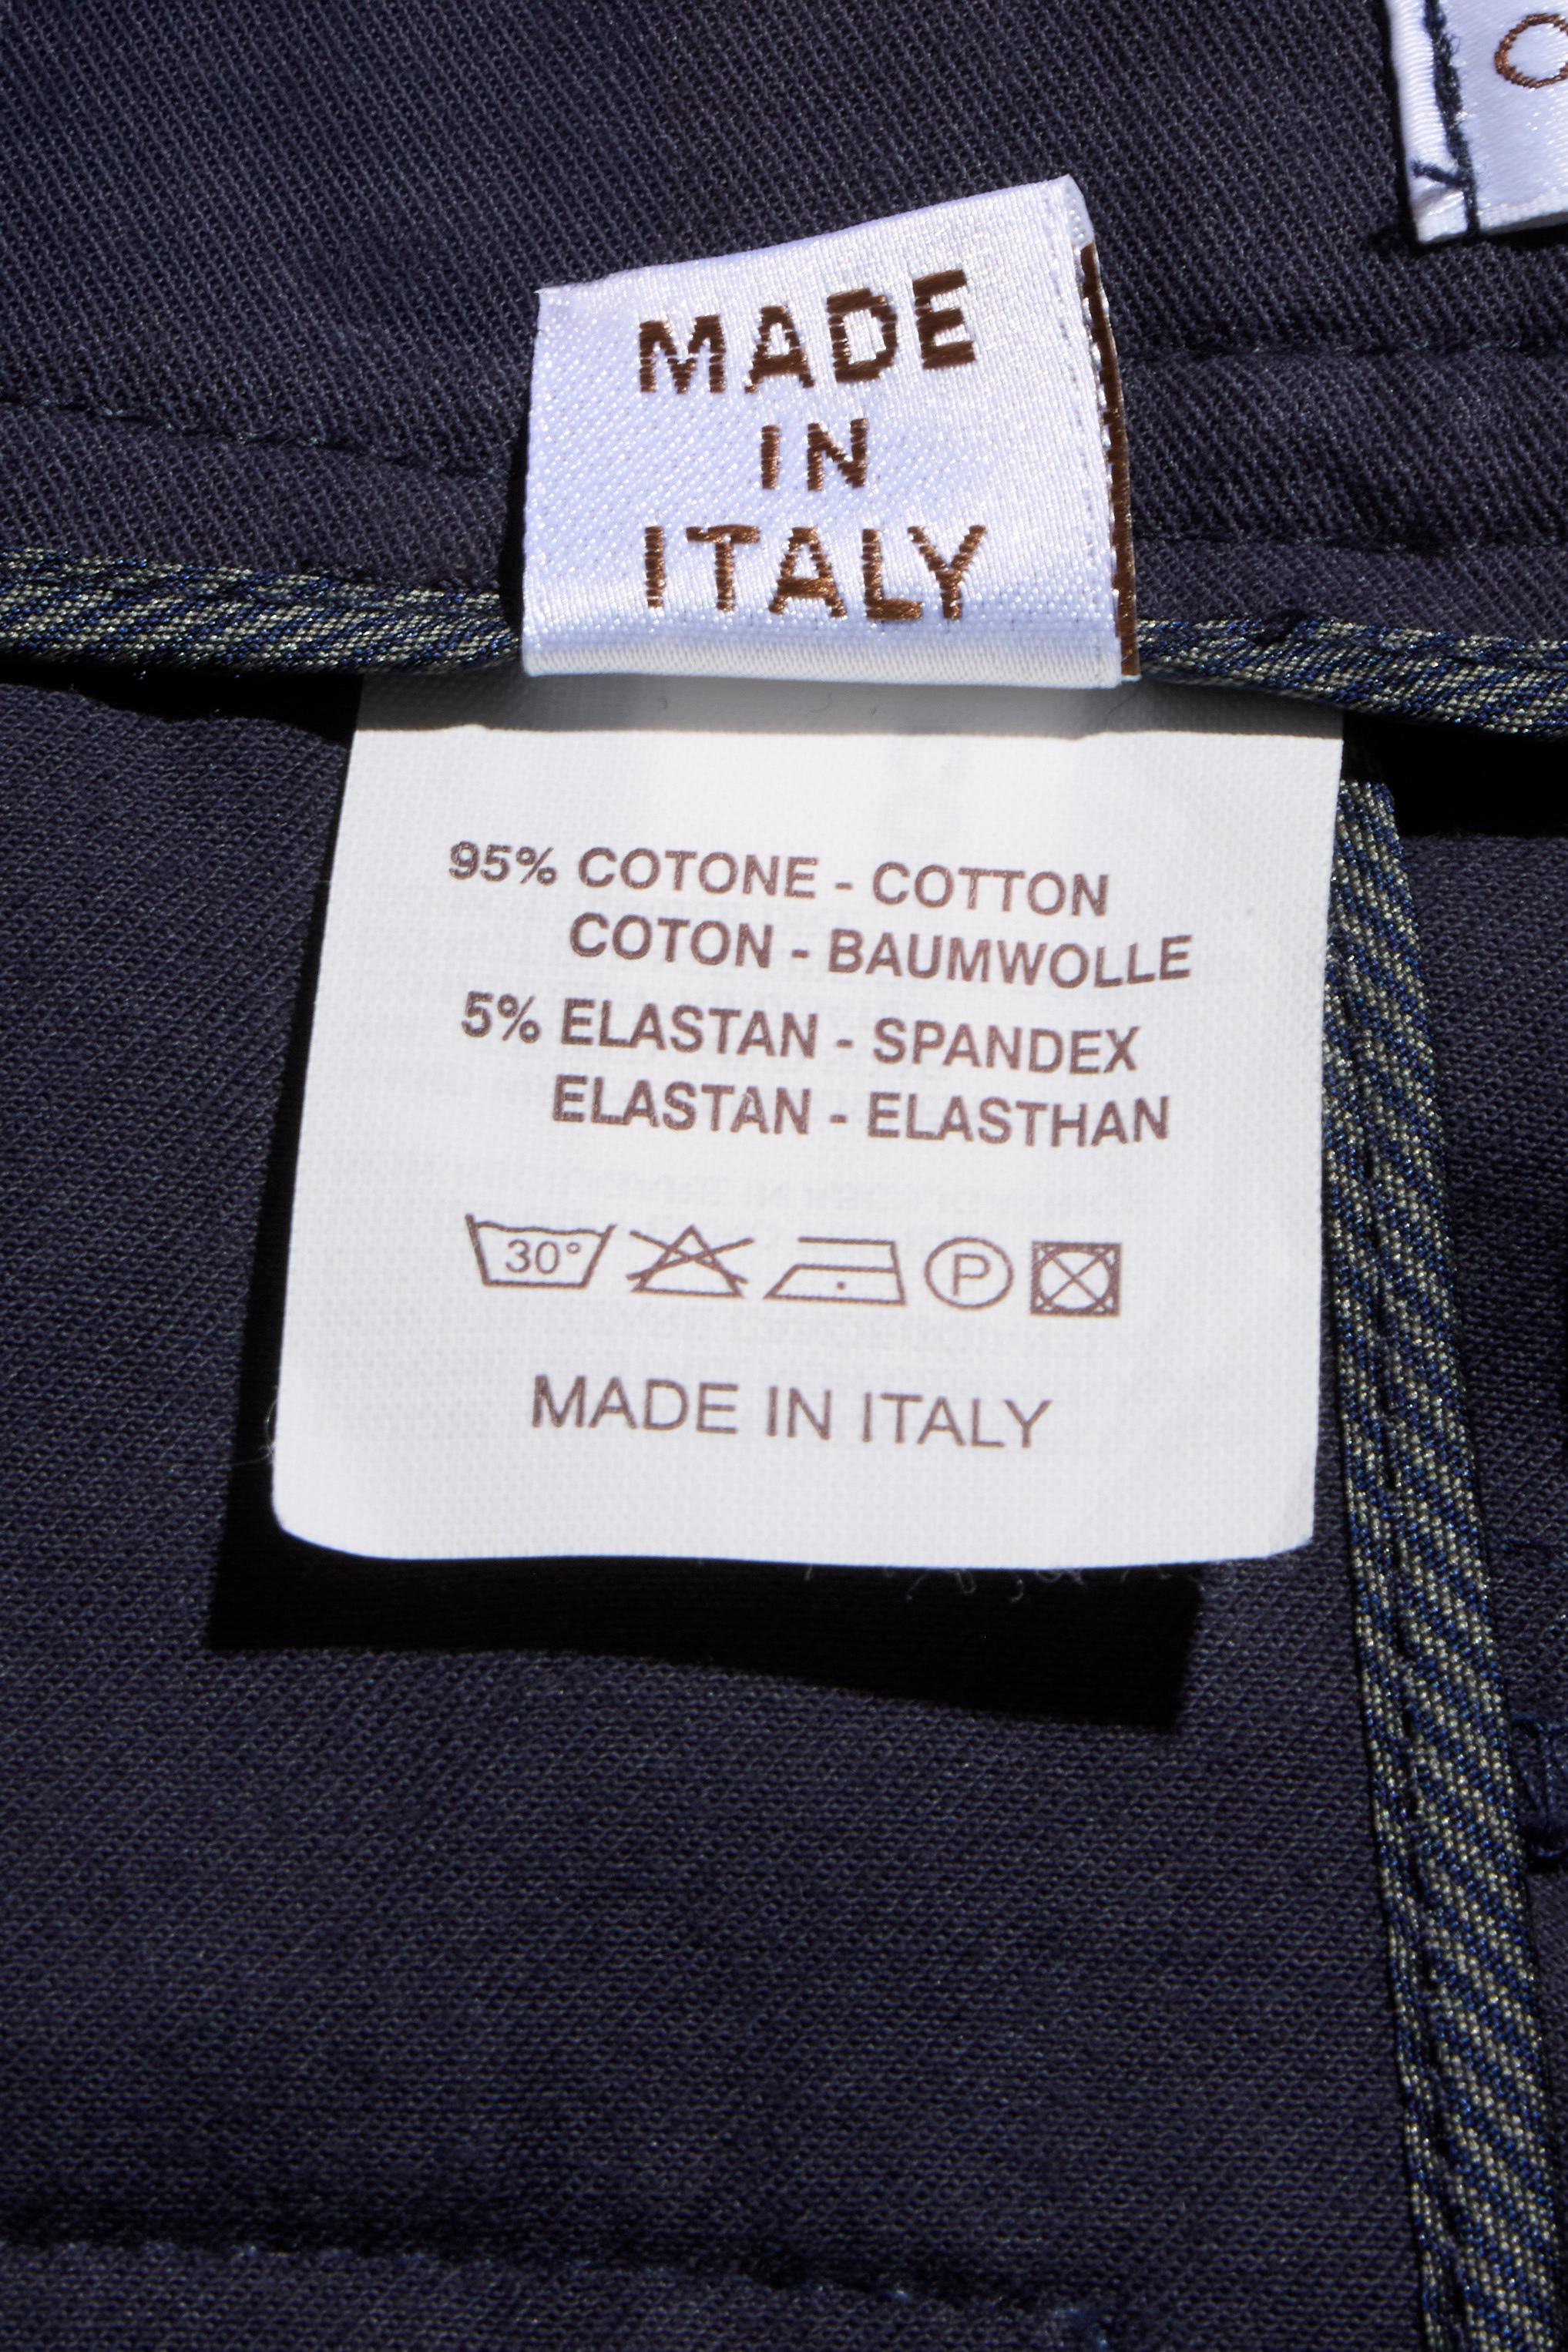 MADE
IN
ITALY
95% COTONE - COTTON
COTON - BAUMWOLLE
5% ELASTAN - SPANDEX
ELASTAN - ELASTHAN
30° P
MADE IN ITALY